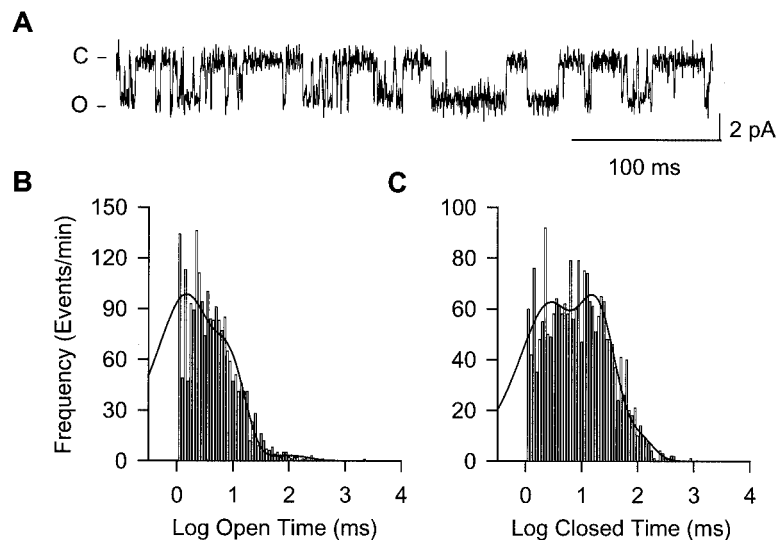 A
C –
O –
2 pA
100 ms
B
C
Frequency (Events/min)
150
120
90
60
30
0
0 1 2 3 4
Log Open Time (ms)
100
80
60
40
20
0
0 1 2 3 4
Log Closed Time (ms)